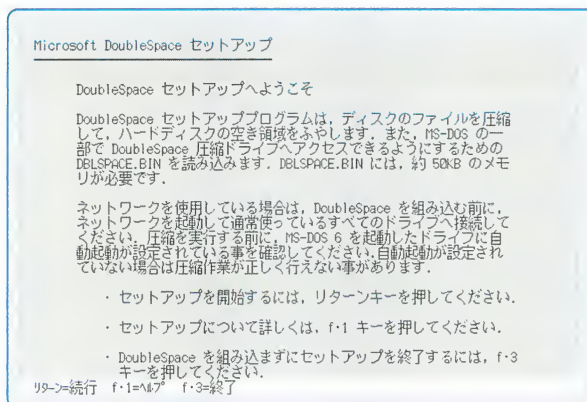 Microsoft DoubleSpace セットアップ
DoubleSpace セットアップへようこそ
DoubleSpace セットアッププログラムは，ディスクのファイルを圧縮
して，ハードディスクの空き領域をふやします．また，MS-DOS の一
部で DoubleSpace 圧縮ドライブへアクセスできるようにするための
DBLSPACE.BIN を読み込みます．DBLSPACE.BIN には，約 50KB のメモ
リが必要です．
ネットワークを使用している場合は，DoubleSpace を組み込む前に，
ネットワークを起動して通常使っているすべてのドライブへ接続して
ください．圧縮を実行する前に，MS-DOS 6 を起動したドライブに自
動起動が設定されている事を確認してください．自動起動が設定され
ていない場合は圧縮作業が正しく行えない事があります．
・セットアップを開始するには，リターンキーを押してください．
・セットアップについて詳しくは，f・1 キーを押してください．
・DoubleSpace を組み込まずにセットアップを終了するには，f・3
キーを押してください．
ﾘﾀｰﾝ=続行 f・1=ﾍﾙﾌﾟ f・3=終了